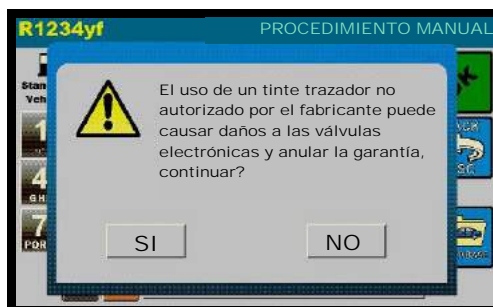 R1234yf PROCEDIMIENTO MANUAL
El uso de un tinte trazador no
autorizado por el fabricante puede
causar daños a las válvulas
electrónicas y anular la garantía,
continuar?
SI NO